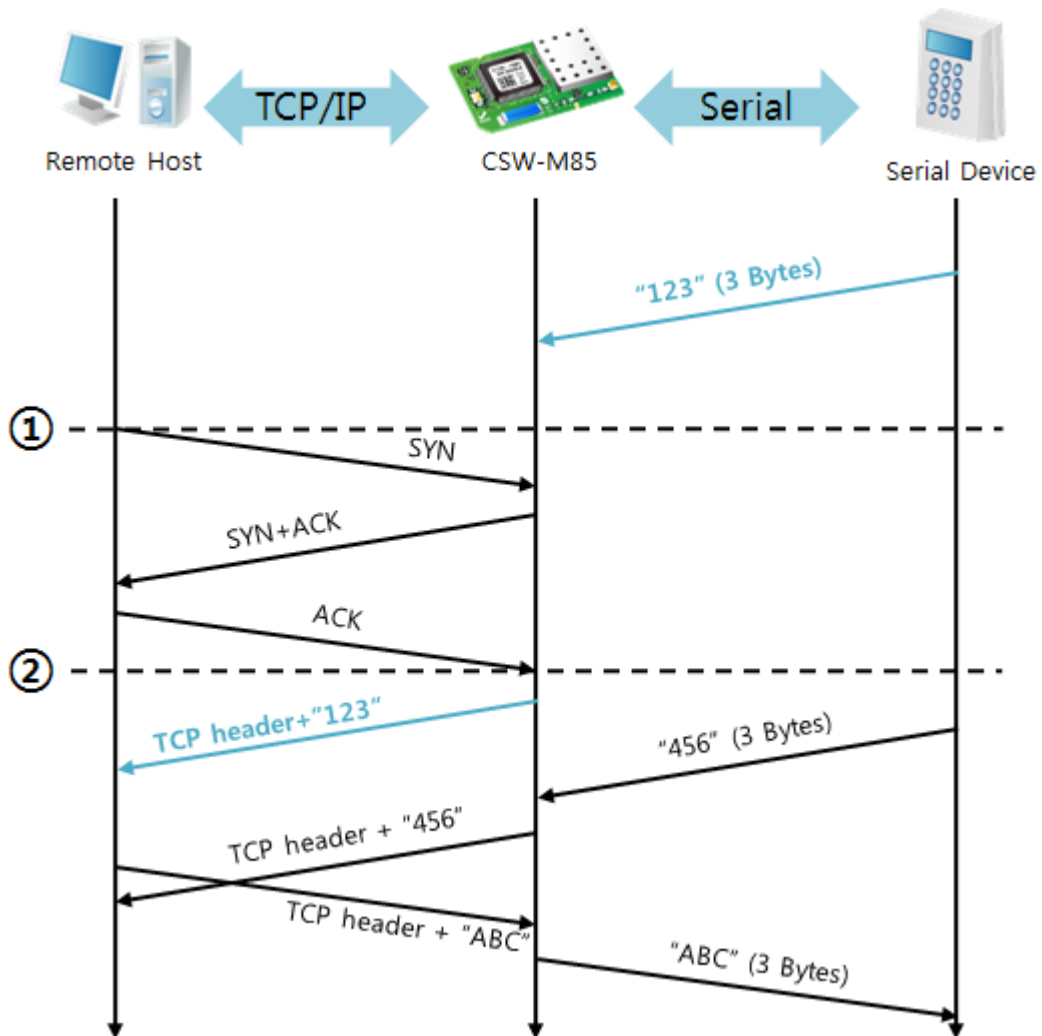 TCP/IP
Serial
Remote Host
CSW-M85
Serial Device
"123" (3 Bytes)
①
SYN
SYN+ACK
ACK
②
TCP header+"123"
"456" (3 Bytes)
TCP header + "456"
TCP header + "ABC"
"ABC" (3 Bytes)